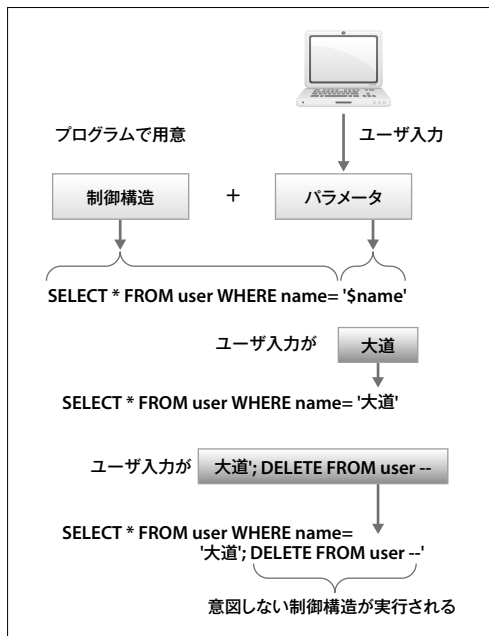 プログラムで用意
ユーザ入力
制御構造 + パラメータ
SELECT * FROM user WHERE name= '$name'
ユーザ入力が 大道
SELECT * FROM user WHERE name= '大道'
ユーザ入力が 大道'; DELETE FROM user --
SELECT * FROM user WHERE name=
'大道'; DELETE FROM user --'
意図しない制御構造が実行される